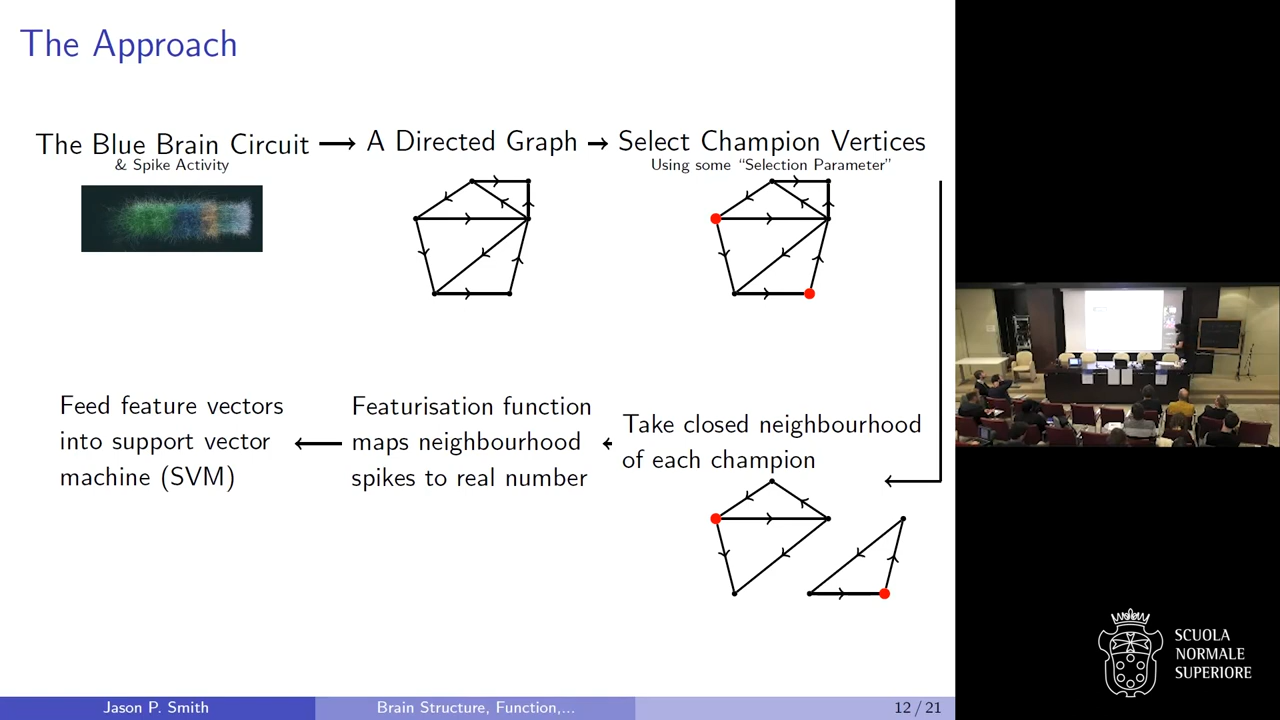 The Approach
The Blue Brain Circuit
& Spike Activity
A Directed Graph
Select Champion Vertices
Using some “Selection Parameter”
Take closed neighbourhood
of each champion
Featurisation function
maps neighbourhood
spikes to real number
Feed feature vectors
into support vector
machine (SVM)
Jason P. Smith
Brain Structure, Function,...
12 / 21
SCUOLA
NORMALE
SUPERIORE